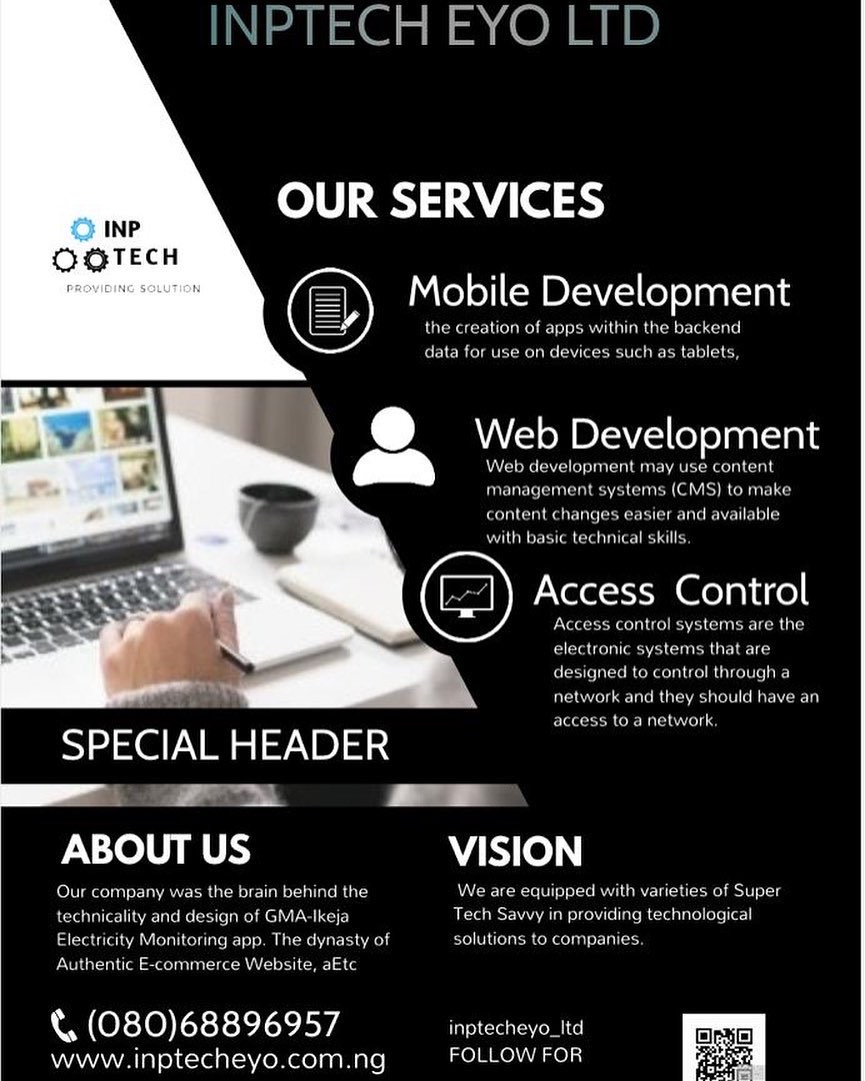 INPTECH EYO LTD
OUR SERVICES
INP
TECH
PROVIDING SOLUTION
Mobile Development
the creation of apps within the backend
data for use on devices such as tablets,
Web Development
Web development may use content
management systems (CMS) to make
content changes easier and available
with basic technical skills.
Access Control
Access control systems are the
electronic systems that are
designed to control through a
network and they should have an
access to a network.
SPECIAL HEADER
ABOUT US
Our company was the brain behind the
technicality and design of GMA-Ikeja
Electricity Monitoring app. The dynasty of
Authentic E-commerce Website, aEtc
VISION
We are equipped with varieties of Super
Tech Savvy in providing technological
solutions to companies.
(080)68896957
www.inptecheyo.com.ng
inptecheyo_ltd
FOLLOW FOR